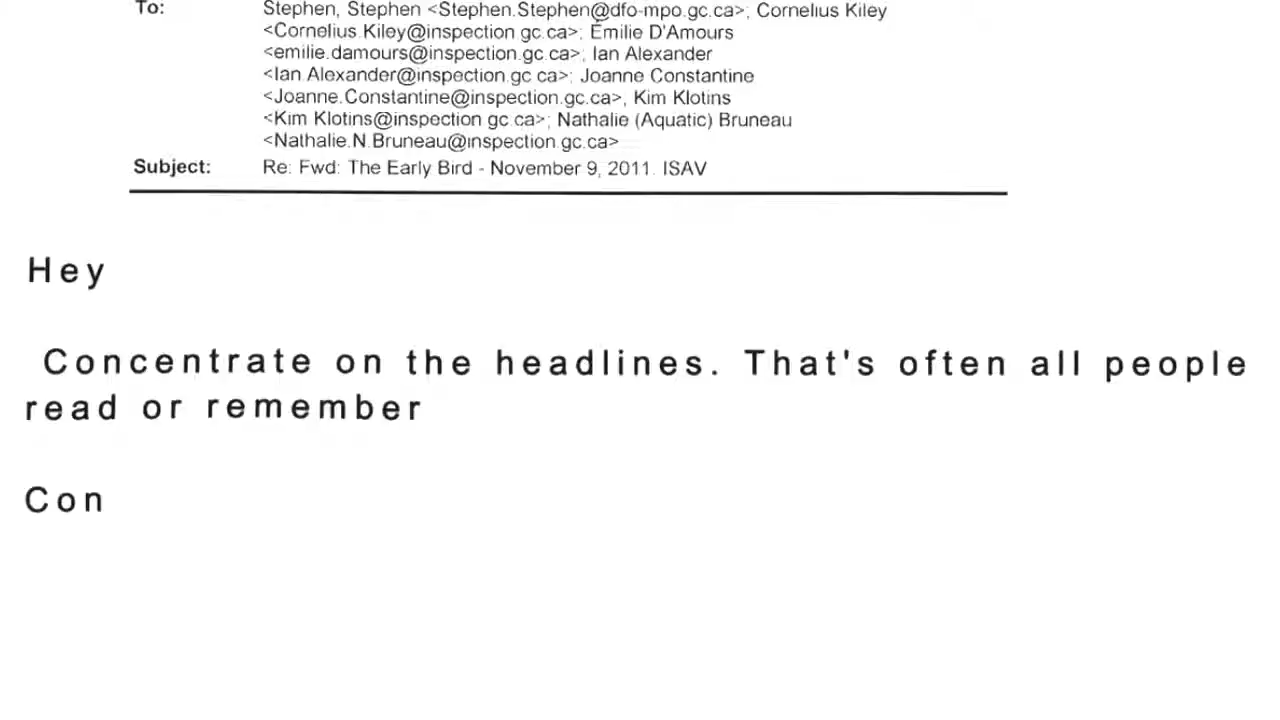 To: Stephen, Stephen <Stephen.Stephen@dfo-mpo.gc.ca>; Cornelius Kiley
<Cornelius.Kiley@inspection.gc.ca>; Émilie D'Amours
<emilie.damours@inspection.gc.ca>; Ian Alexander
<Ian.Alexander@inspection.gc.ca>; Joanne Constantine
<Joanne.Constantine@inspection.gc.ca>, Kim Klotins
<Kim Klotins@inspection gc.ca>; Nathalie (Aquatic) Bruneau
<Nathalie.N.Bruneau@inspection.gc.ca>
Subject: Re: Fwd: The Early Bird - November 9, 2011. ISAV
Hey
Concentrate on the headlines. That's often all people
read or remember
Con